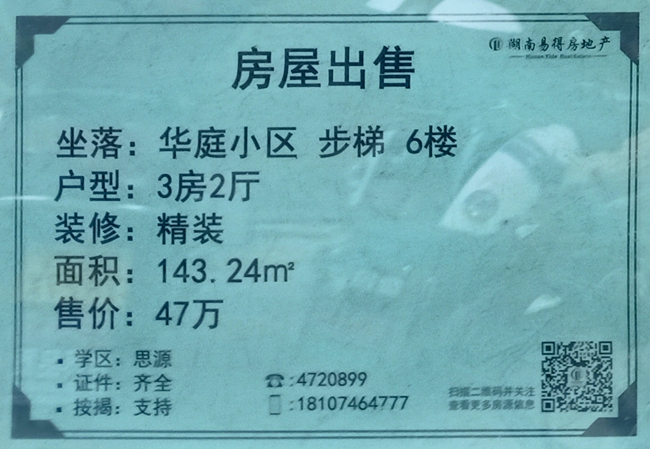 湖南易得房地产
房屋出售
坐落：华庭小区 步梯 6楼
户型：3房2厅
装修：精装
面积：143.24㎡
售价：47万
▪ 学区：思源
▪ 证件：齐全
▪ 按揭：支持
☎:4720899
:18107464777
扫描二维码并关注
查看更多房源信息